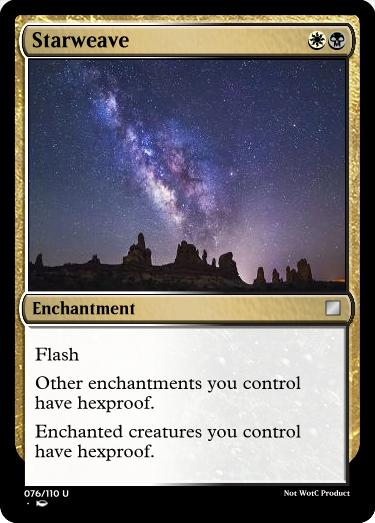 Starweave
Enchantment
Flash
Other enchantments you control
have hexproof.
Enchanted creatures you control
have hexproof.
076/110 U
Not WotC Product